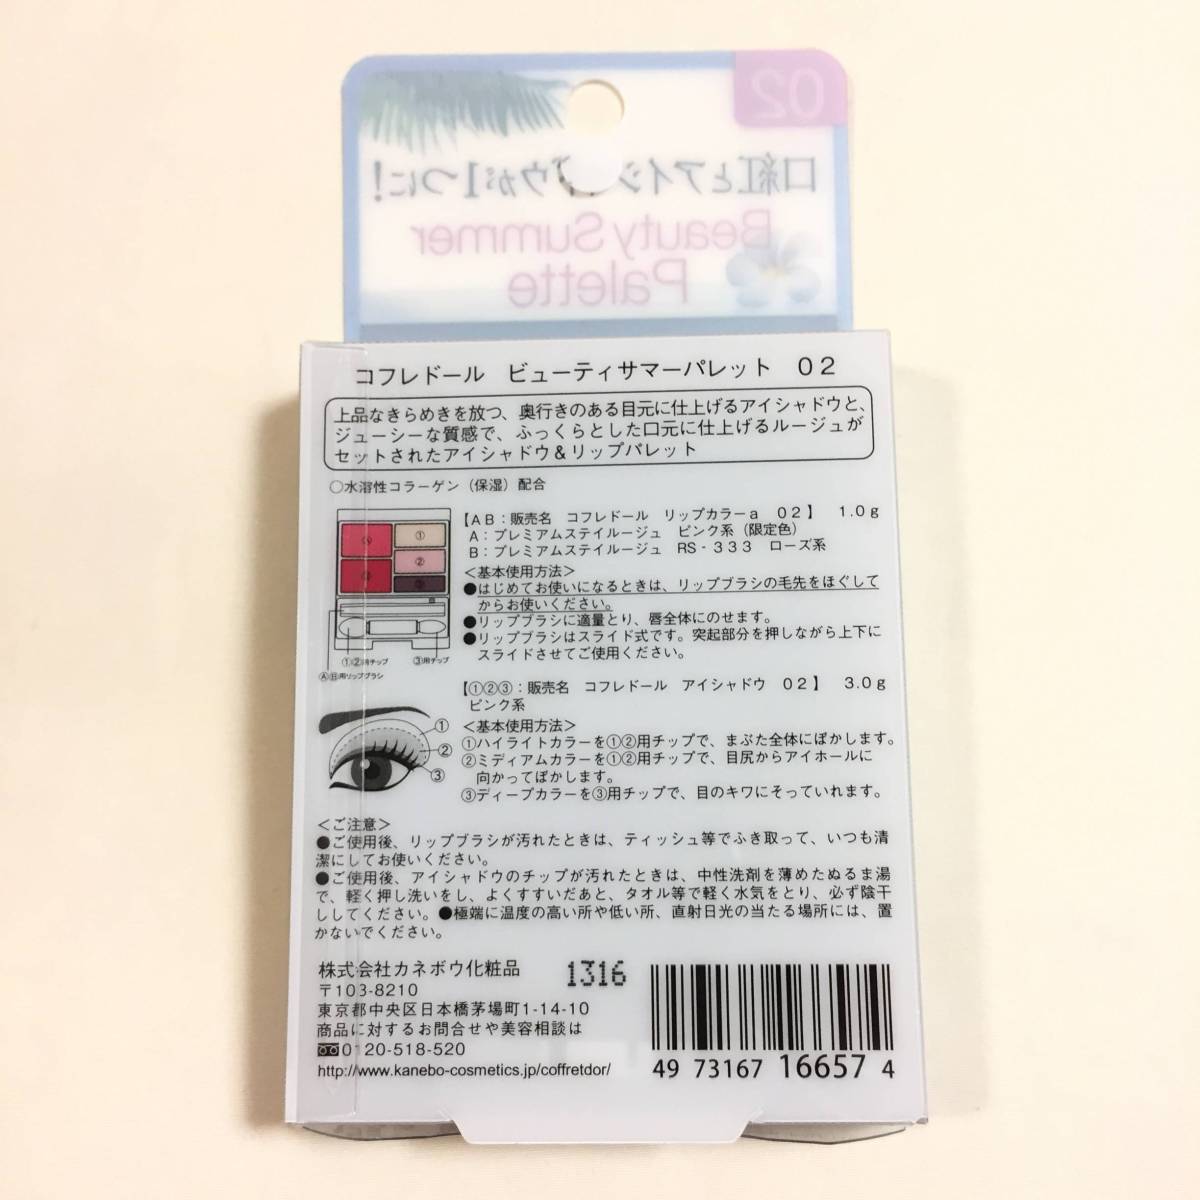 02
口紅とアイシャドウが1つに!
Beauty Summer
Palette
コフレドール　ビューティサマーパレット　02
上品なきらめきを放つ、奥行きのある目元に仕上げるアイシャドウと、
ジューシーな質感で、ふっくらとした口元に仕上げるルージュが
セットされたアイシャドウ＆リップパレット
○水溶性コラーゲン（保湿）配合
【AB：販売名　コフレドール　リップカラーa　02】　1.0g
A：プレミアムステイルージュ　ピンク系（限定色）
B：プレミアムステイルージュ　RS-333　ローズ系
＜基本使用方法＞
●はじめてお使いになるときは、リップブラシの毛先をほぐして
からお使いください。
●リップブラシに適量とり、唇全体にのせます。
●リップブラシはスライド式です。突起部分を押しながら上下に
スライドさせてご使用ください。
①
②
①②用チップ　③用チップ
ⒶⒷ用リップブラシ
【①②③：販売名　コフレドール　アイシャドウ　02】　3.0g
ピンク系
＜基本使用方法＞
①ハイライトカラーを①②用チップで、まぶた全体にぼかします。
②ミディアムカラーを①②用チップで、目尻からアイホールに
向かってぼかします。
③ディープカラーを③用チップで、目のキワにそっていれます。
①
②
③
＜ご注意＞
●ご使用後、リップブラシが汚れたときは、ティッシュ等でふき取って、いつも清
潔にしてお使いください。
●ご使用後、アイシャドウのチップが汚れたときは、中性洗剤を薄めたぬるま湯
で、軽く押し洗いをし、よくすすいだあと、タオル等で軽く水気をとり、必ず陰干
ししてください。●極端に温度の高い所や低い所、直射日光の当たる場所には、置
かないでください。
株式会社カネボウ化粧品
〒103-8210
東京都中央区日本橋茅場町1-14-10
商品に対するお問合せや美容相談は
0120-518-520
http://www.kanebo-cosmetics.jp/coffretdor/
1316
49 73167 16657 4